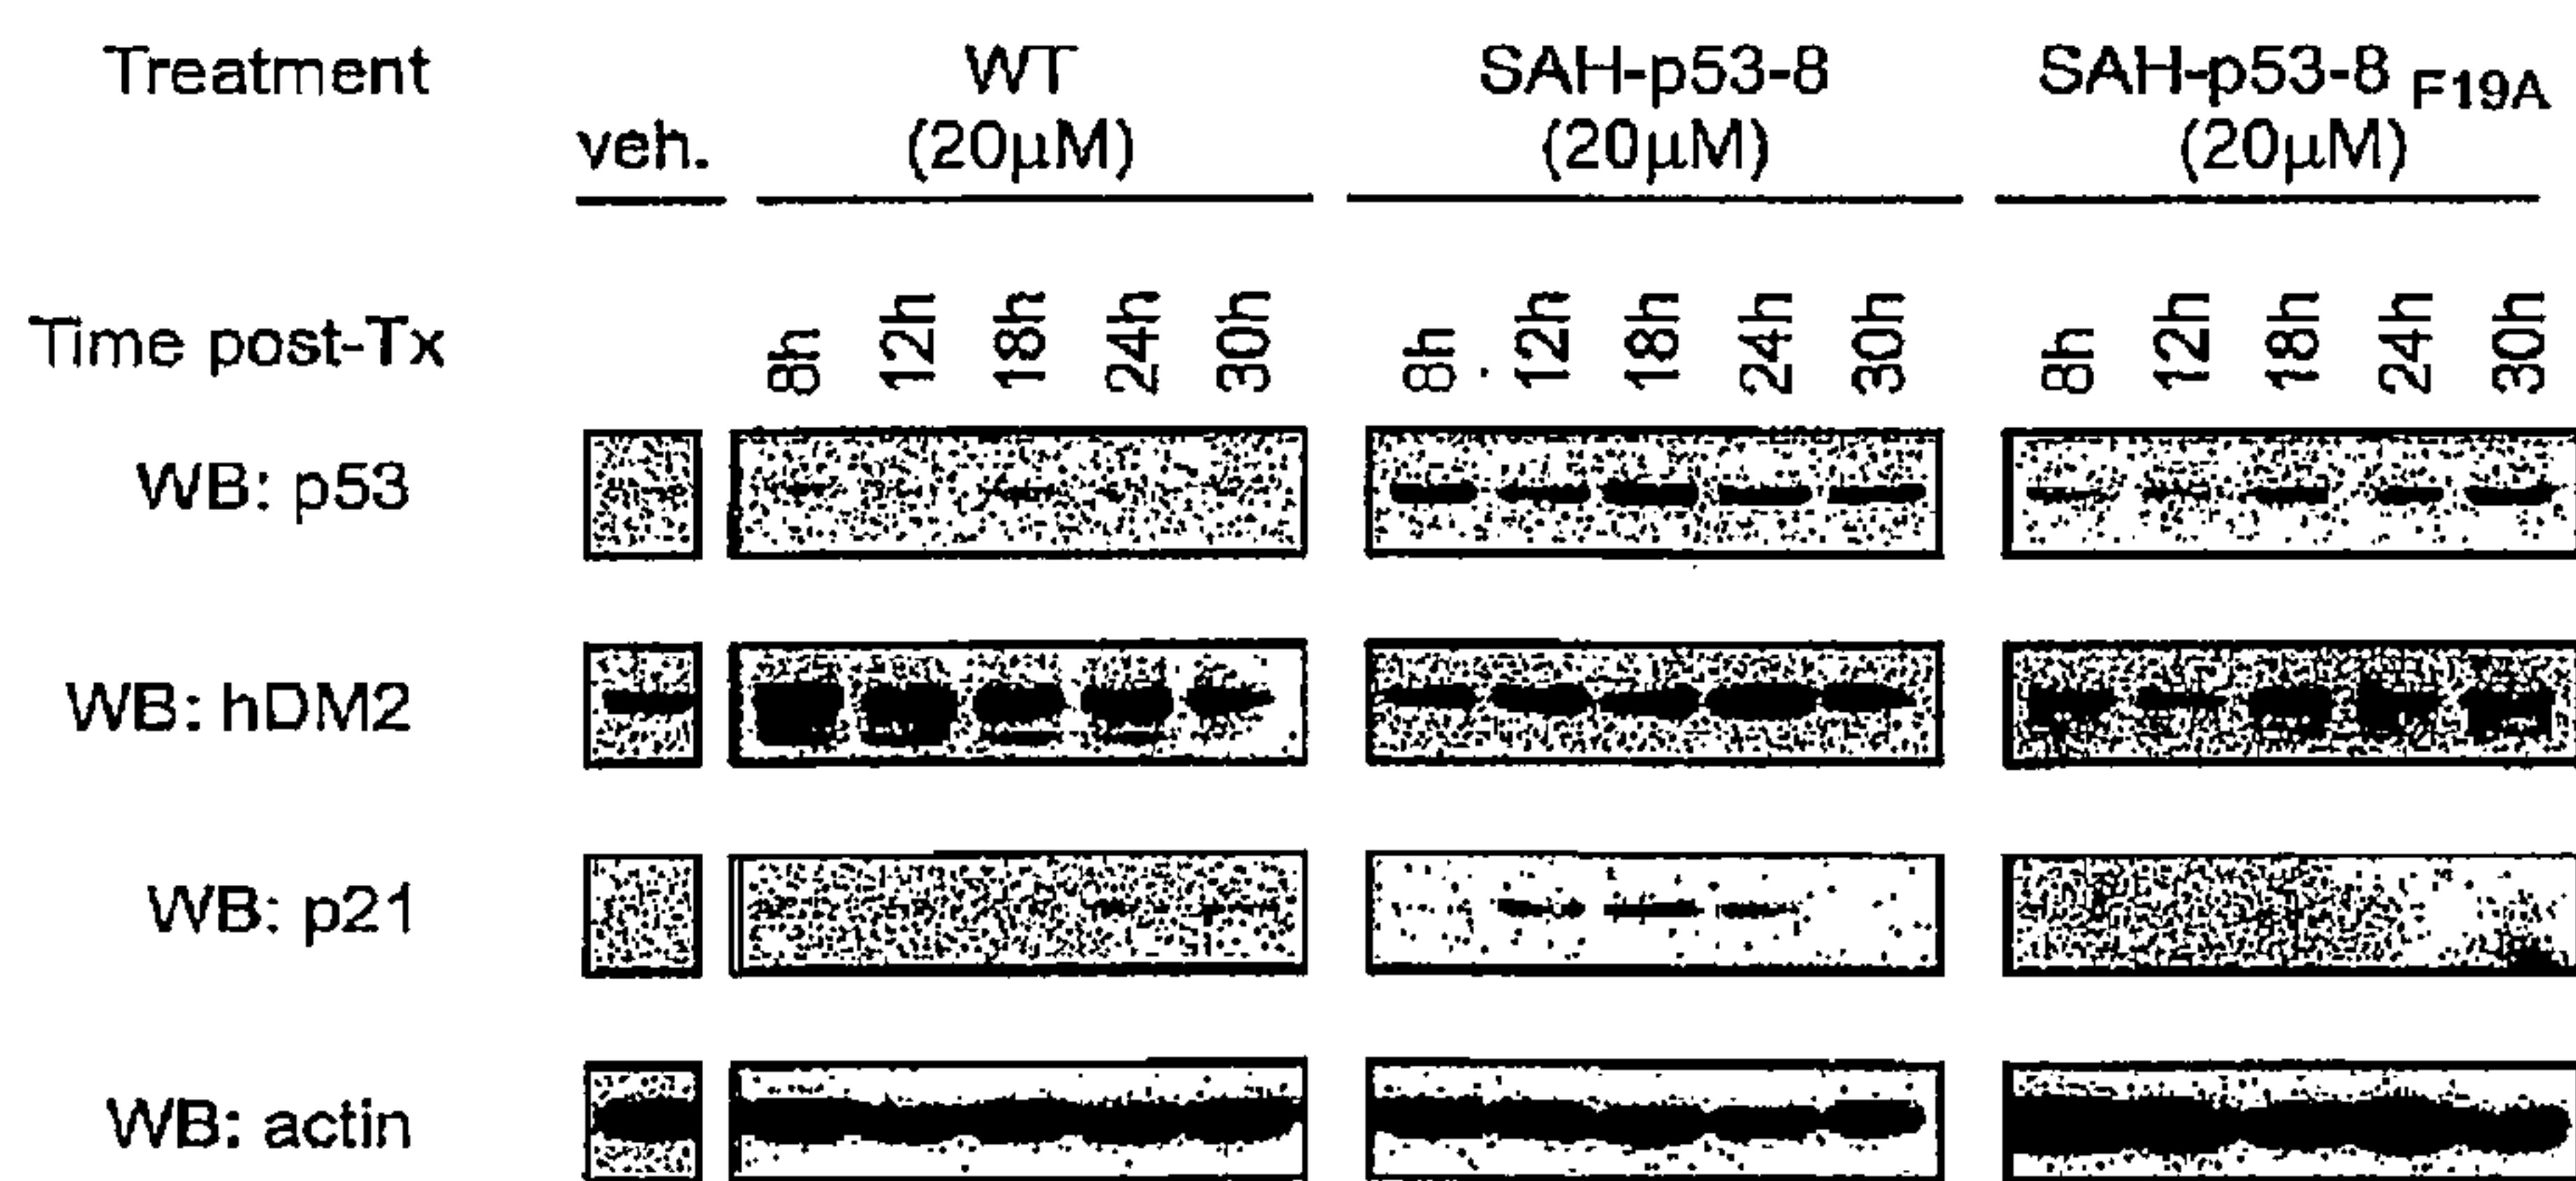 Treatment
veh.
WT
(20μM)
SAH-p53-8
(20μM)
SAH-p53-8 F19A
(20μM)
Time post-Tx
8h 12h 18h 24h 30h
8h 12h 18h 24h 30h
8h 12h 18h 24h 30h
WB: p53
WB: hDM2
WB: p21
WB: actin